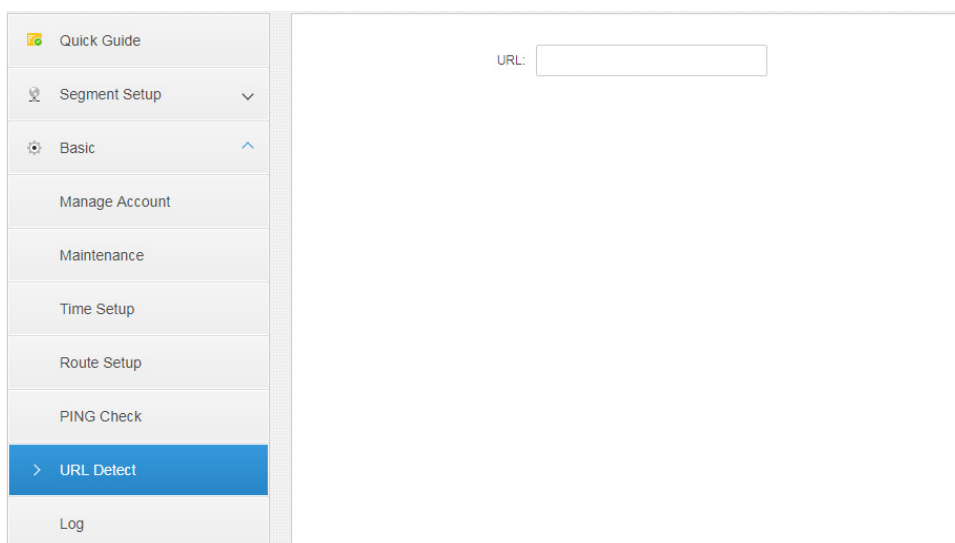 Quick Guide
URL:
Segment Setup
Basic
Manage Account
Maintenance
Time Setup
Route Setup
PING Check
URL Detect
Log